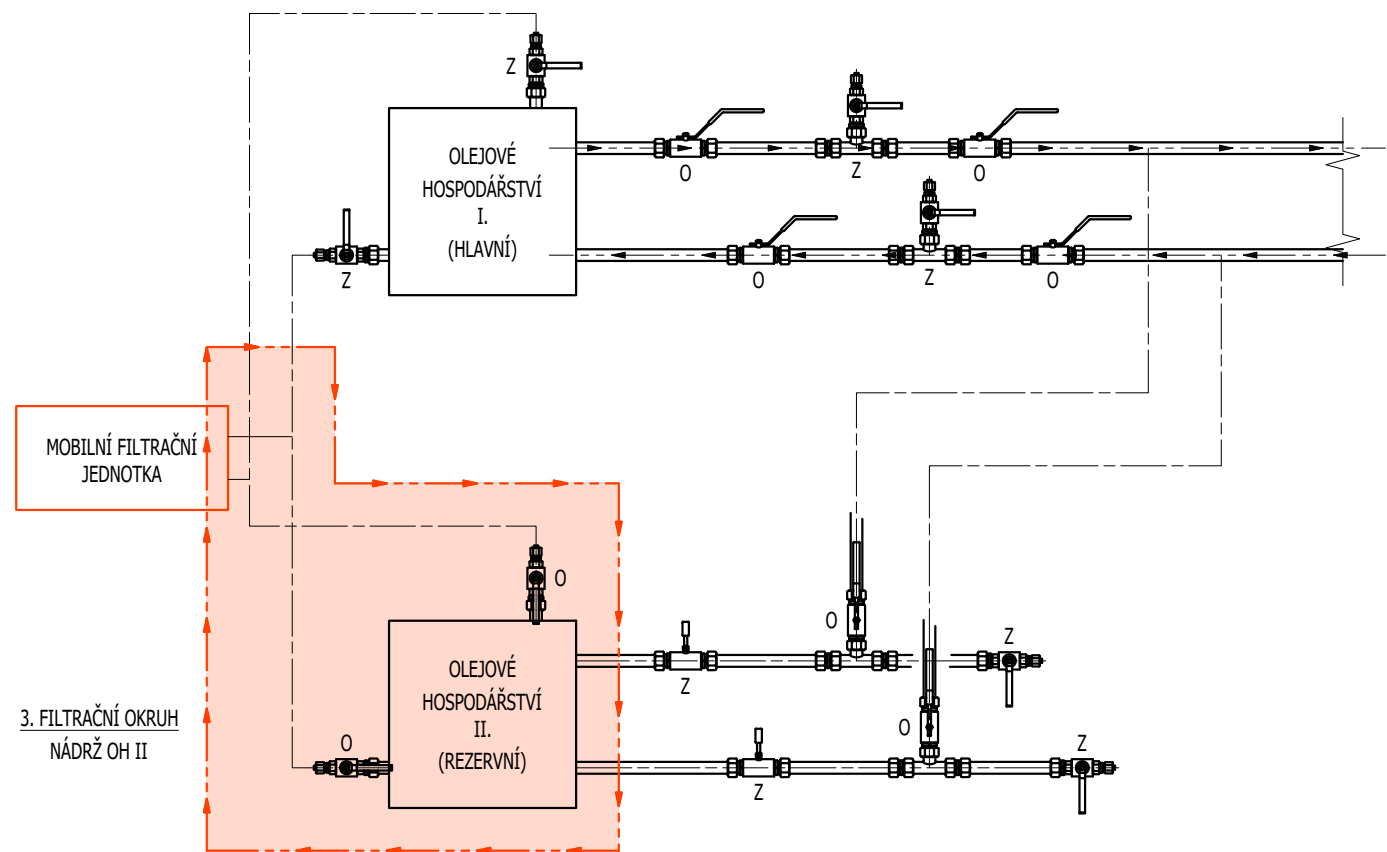 Z
OLEJOVÉ
HOSPODÁŘSTVÍ
I.
(HLAVNÍ)
O
Z
O
Z
O
Z
O
MOBILNÍ FILTRAČNÍ
JEDNOTKA
O
OLEJOVÉ
HOSPODÁŘSTVÍ
II.
(REZERVNÍ)
O
Z
Z
3. FILTRAČNÍ OKRUH
NÁDRŽ OH II
O
O
Z
Z